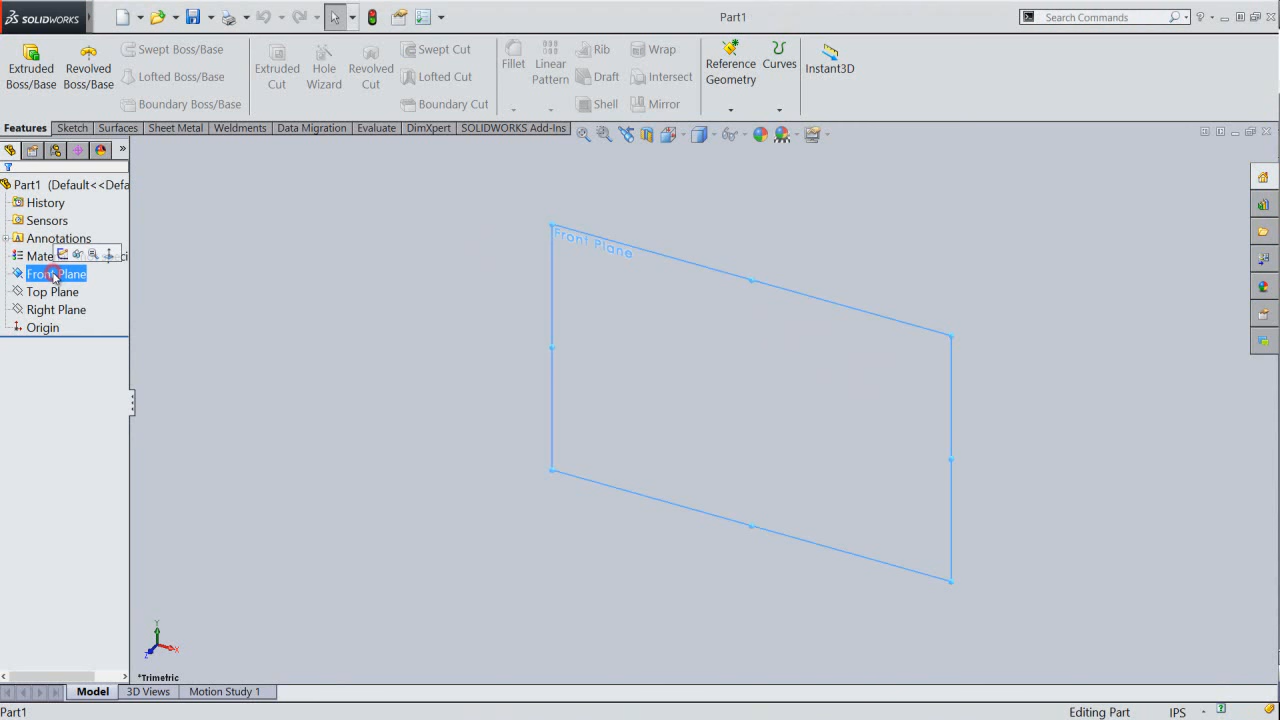 SOLIDWORKS
Part1
Search Commands
Extruded Boss/Base
Revolved Boss/Base
Swept Boss/Base
Lofted Boss/Base
Boundary Boss/Base
Extruded Cut
Hole Wizard
Revolved Cut
Swept Cut
Lofted Cut
Boundary Cut
Fillet
Linear Pattern
Rib
Draft
Shell
Wrap
Intersect
Mirror
Reference Geometry
Curves
Instant3D
Features Sketch Surfaces Sheet Metal Weldments Data Migration Evaluate DimXpert SOLIDWORKS Add-Ins
Part1 (Default<<Defa
History
Sensors
Annotations
Mate
Front Plane
Top Plane
Right Plane
Origin
Front Plane
Y
X
Z
*Trimetric
Model 3D Views Motion Study 1
Part1 Editing Part IPS